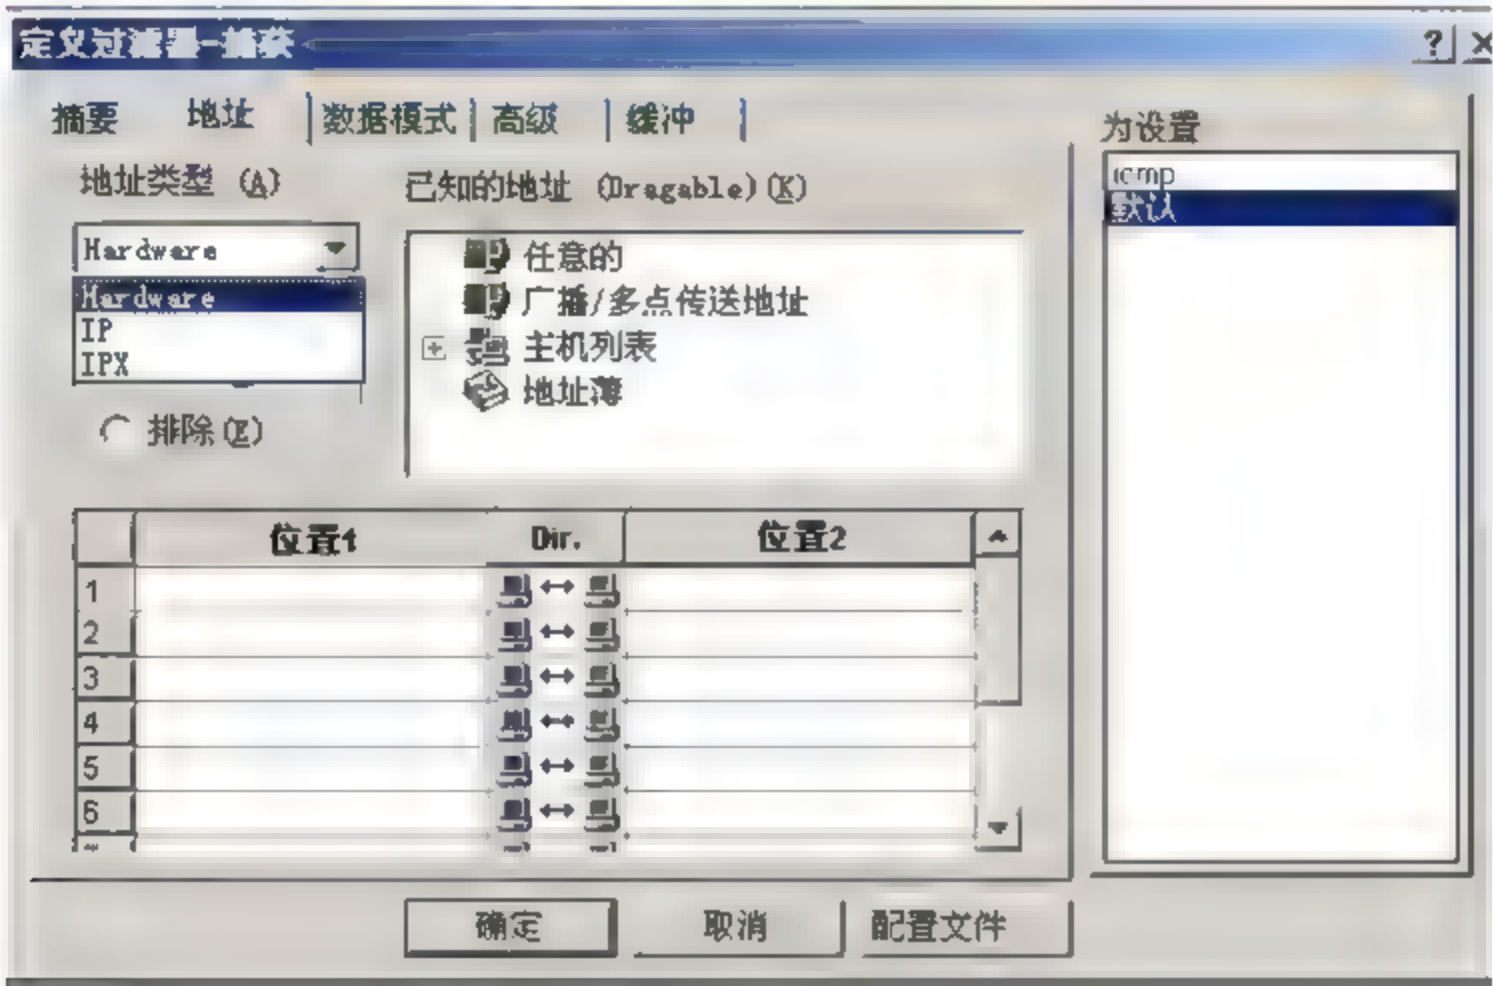 定义过滤器-捕获
? ×
摘要 地址 数据模式 高级 缓冲
为设置
地址类型 (A)
已知的地址 (Dragable)(K)
icmp
默认
Hardware
Hardware
IP
IPX
任意的
广播/多点传送地址
主机列表
地址薄
排除(E)
位置1 Dir. 位置2
1
2
3
4
5
6
确定 取消 配置文件